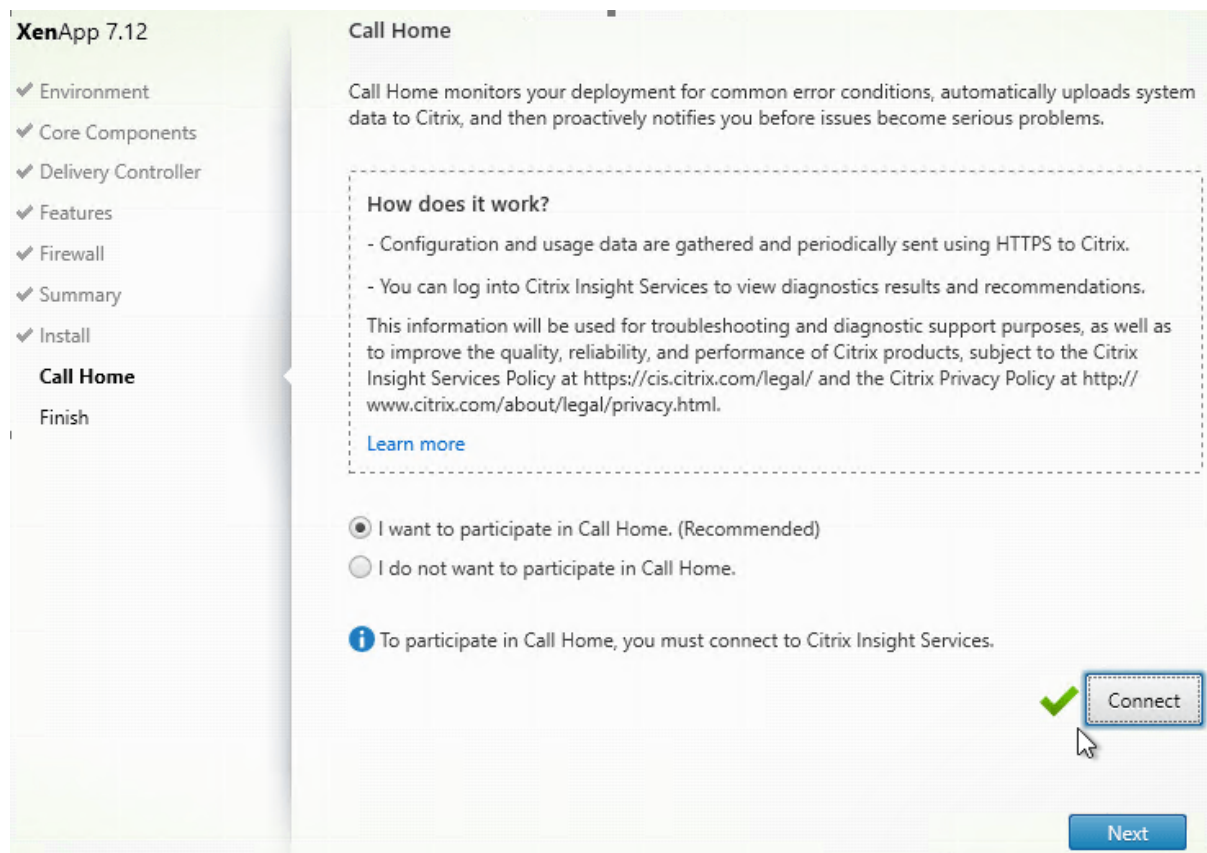 XenApp 7.12
Environment
Core Components
Delivery Controller
Features
Firewall
Summary
Install
Call Home
Finish
Call Home
Call Home monitors your deployment for common error conditions, automatically uploads system
data to Citrix, and then proactively notifies you before issues become serious problems.
How does it work?
- Configuration and usage data are gathered and periodically sent using HTTPS to Citrix.
- You can log into Citrix Insight Services to view diagnostics results and recommendations.
This information will be used for troubleshooting and diagnostic support purposes, as well as
to improve the quality, reliability, and performance of Citrix products, subject to the Citrix
Insight Services Policy at https://cis.citrix.com/legal/ and the Citrix Privacy Policy at http://
www.citrix.com/about/legal/privacy.html.
Learn more
I want to participate in Call Home. (Recommended)
I do not want to participate in Call Home.
To participate in Call Home, you must connect to Citrix Insight Services.
Connect
Next